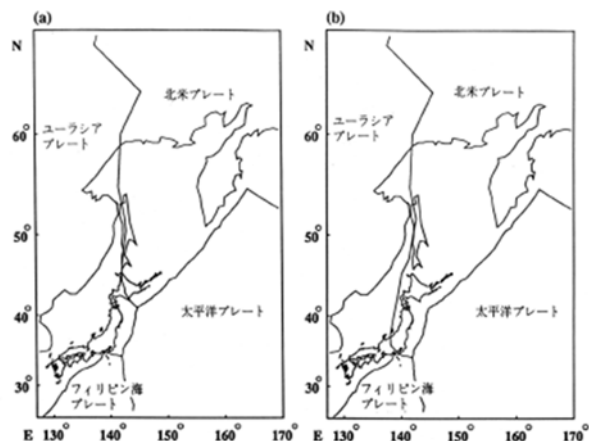 (a)
N
北米プレート
ユーラシア
プレート
60°
50°
40°
太平洋プレート
30°
フィリピン海
プレート
E 130° 140° 150° 160° 170°
(b)
N
北米プレート
ユーラシア
プレート
60°
50°
40°
太平洋プレート
30°
フィリピン海
プレート
E 130° 140° 150° 160° 170°